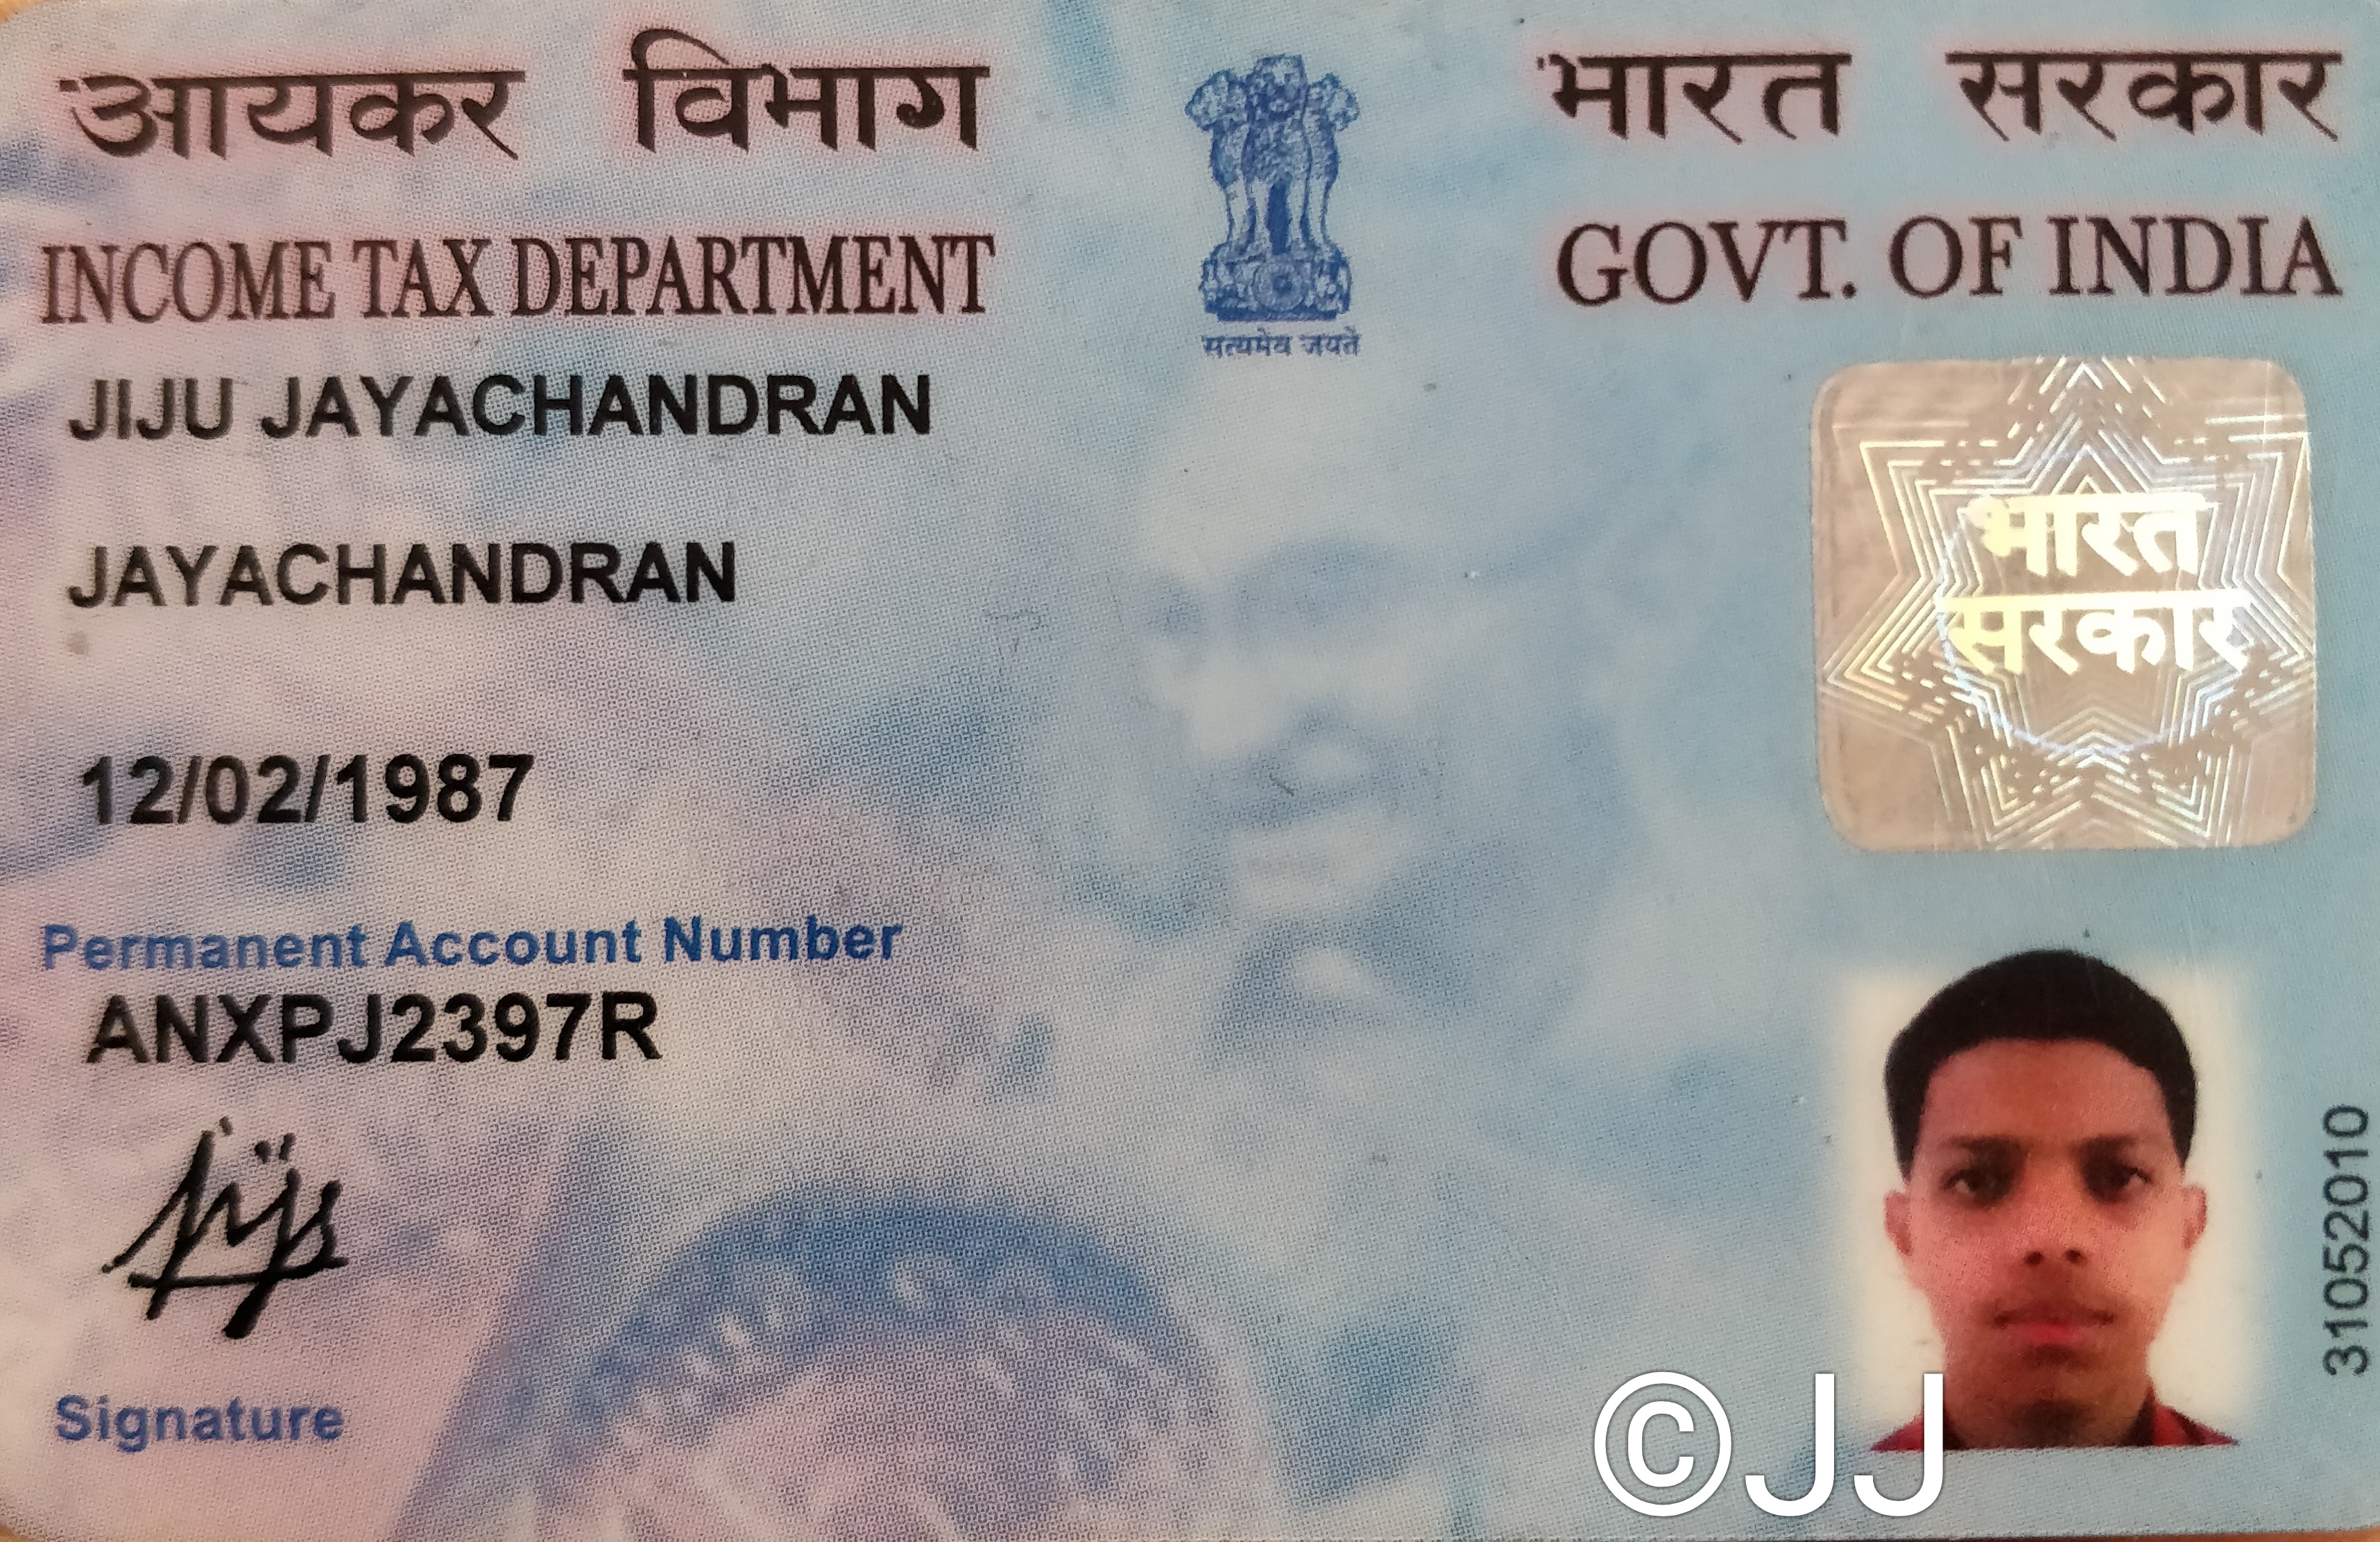 आयकर विभाग
INCOME TAX DEPARTMENT
सत्यमेव जयते
भारत सरकार
GOVT. OF INDIA
JIJU JAYACHANDRAN
JAYACHANDRAN
12/02/1987
Permanent Account Number
ANXPJ2397R
Jiju
Signature
भारत
सरकार
31052010
©JJ